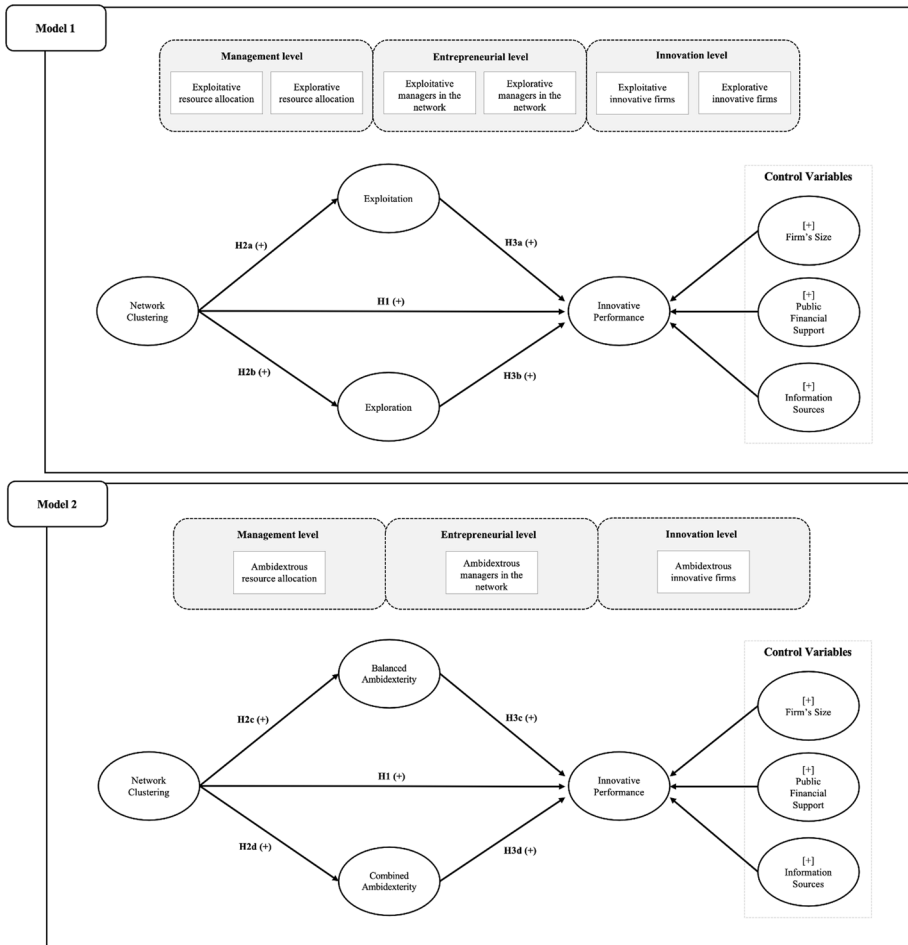 Model 1
Management level
Exploitative
resource allocation
Explorative
resource allocation
Entrepreneurial level
Exploitative
managers in the
network
Explorative
managers in the
network
Innovation level
Exploitative
innovative firms
Explorative
innovative firms
Control Variables
Exploitation
[+]
Firm's Size
H2a (+)
H3a (+)
Network
Clustering
H1 (+)
Innovative
Performance
[+]
Public
Financial
Support
H2b (+)
H3b (+)
Exploration
[+]
Information
Sources
Model 2
Management level
Ambidextrous
resource allocation
Entrepreneurial level
Ambidextrous
managers in the
network
Innovation level
Ambidextrous
innovative firms
Control Variables
Balanced
Ambidexterity
[+]
Firm's Size
H2c (+)
H3c (+)
Network
Clustering
H1 (+)
Innovative
Performance
[+]
Public
Financial
Support
H2d (+)
H3d (+)
Combined
Ambidexterity
[+]
Information
Sources